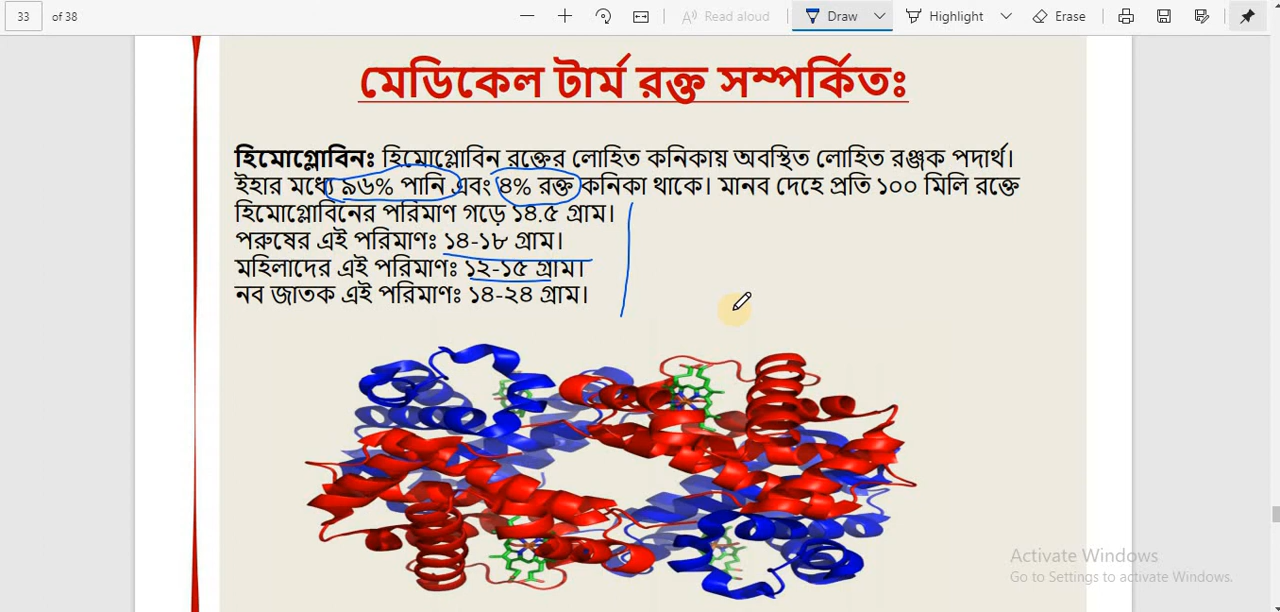 33 of 38 Read aloud Draw Highlight Erase
মেডিকেল টার্ম রক্ত সম্পর্কিতঃ
হিমোগ্লোবিনঃ হিমোগ্লোবিন রক্তের লোহিত কনিকায় অবস্থিত লোহিত রঞ্জক পদার্থ।
ইহার মধ্যে ৯৬% পানি এবং ৪% রক্ত কনিকা থাকে। মানব দেহে প্রতি ১০০ মিলি রক্তে
হিমোগ্লোবিনের পরিমাণ গড়ে ১৪.৫ গ্রাম।
পরুষের এই পরিমাণঃ ১৪-১৮ গ্রাম।
মহিলাদের এই পরিমাণঃ ১২-১৫ গ্রাম।
নব জাতক এই পরিমাণঃ ১৪-২৪ গ্রাম।
Activate Windows
Go to Settings to activate Windows.